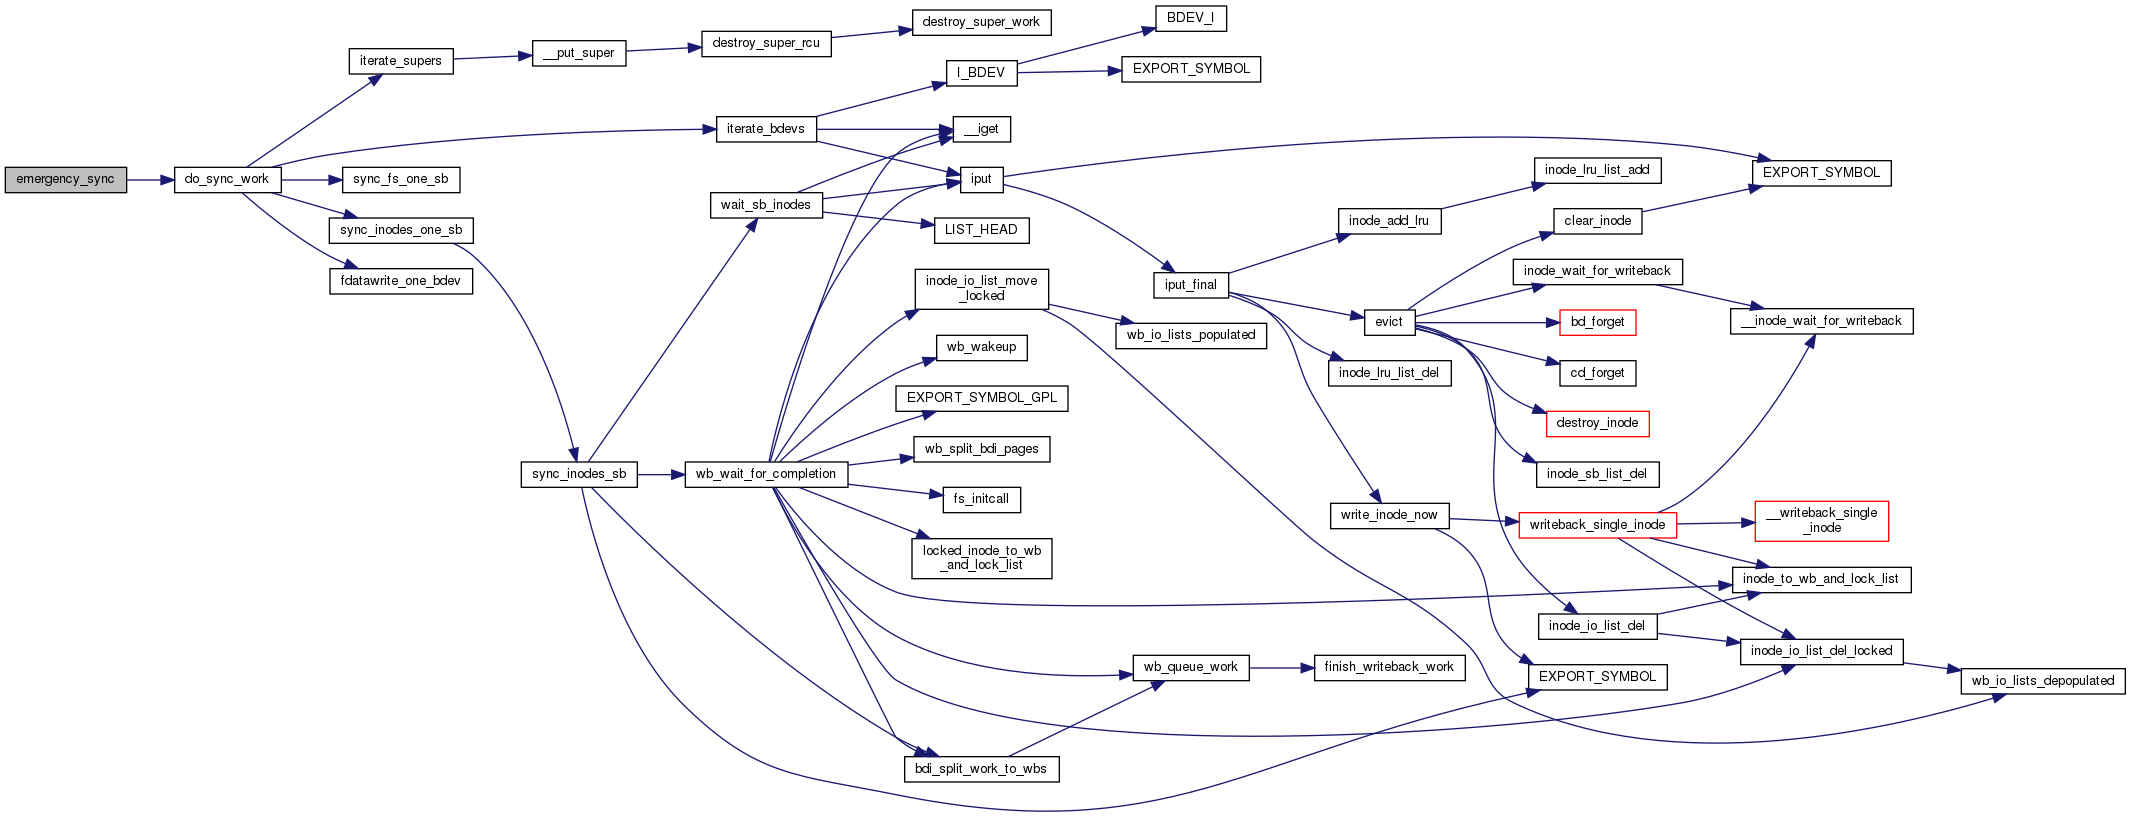 emergency_sync
do_sync_work
iterate_supers
__put_super
destroy_super_rcu
destroy_super_work
iterate_bdevs
I_BDEV
BDEV_I
EXPORT_SYMBOL
__iget
iput
sync_fs_one_sb
sync_inodes_one_sb
fdatawrite_one_bdev
wait_sb_inodes
LIST_HEAD
sync_inodes_sb
wb_wait_for_completion
inode_io_list_move
_locked
wb_io_lists_populated
wb_wakeup
EXPORT_SYMBOL_GPL
wb_split_bdi_pages
fs_initcall
locked_inode_to_wb
_and_lock_list
wb_queue_work
finish_writeback_work
bdi_split_work_to_wbs
iput_final
inode_add_lru
inode_lru_list_add
EXPORT_SYMBOL
evict
clear_inode
inode_wait_for_writeback
__inode_wait_for_writeback
bd_forget
cd_forget
inode_lru_list_del
destroy_inode
inode_sb_list_del
write_inode_now
writeback_single_inode
__writeback_single
_inode
inode_to_wb_and_lock_list
inode_io_list_del
inode_io_list_del_locked
EXPORT_SYMBOL
wb_io_lists_depopulated